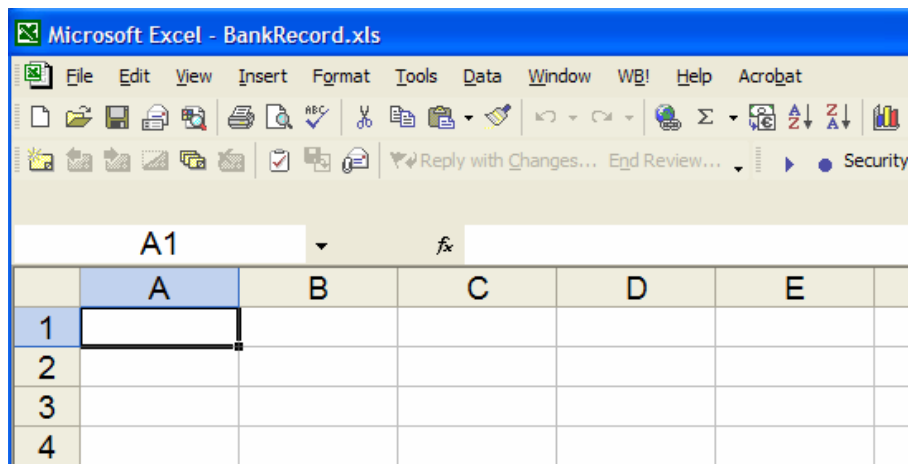 Microsoft Excel - BankRecord.xls
File Edit View Insert Format Tools Data Window WB! Help Acrobat
ABC Σ A Z Z A
Reply with Changes... End Review... Security
A1 fx
A B C D E
1
2
3
4